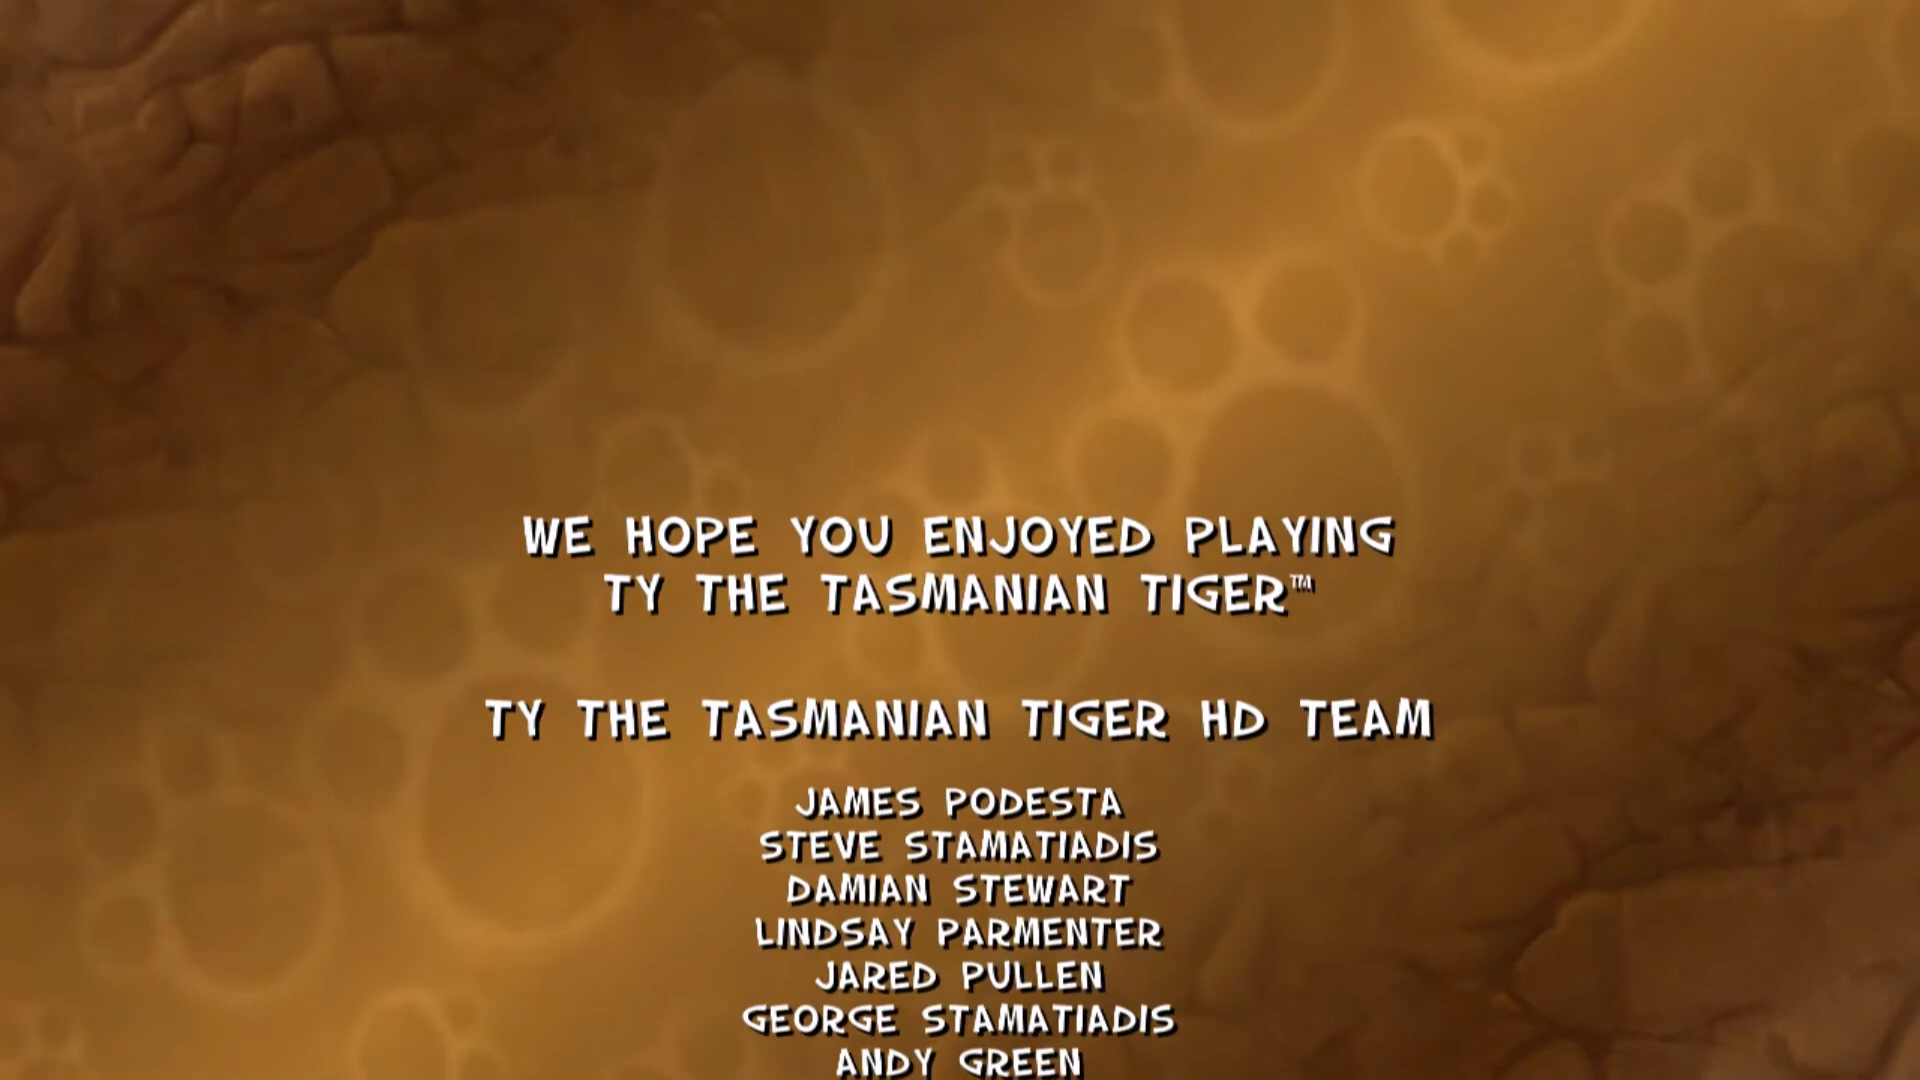 WE HOPE YOU ENJOYED PLAYING
TY THE TASMANIAN TIGER™
TY THE TASMANIAN TIGER HD TEAM
JAMES PODESTA
STEVE STAMATIADIS
DAMIAN STEWART
LINDSAY PARMENTER
JARED PULLEN
GEORGE STAMATIADIS
ANDY GREEN